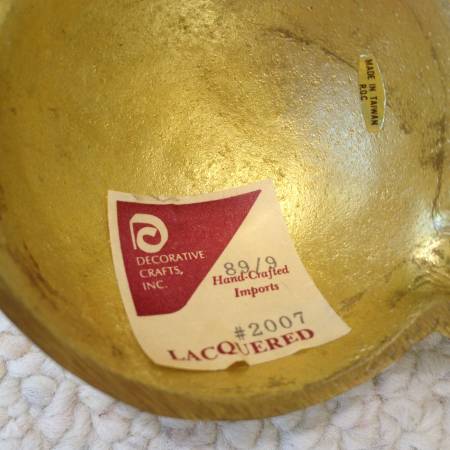 MADE IN TAIWAN
R.O.C
DECORATIVE
CRAFTS,
INC.
89/9
Hand-Crafted
Imports
#2007
LACQUERED